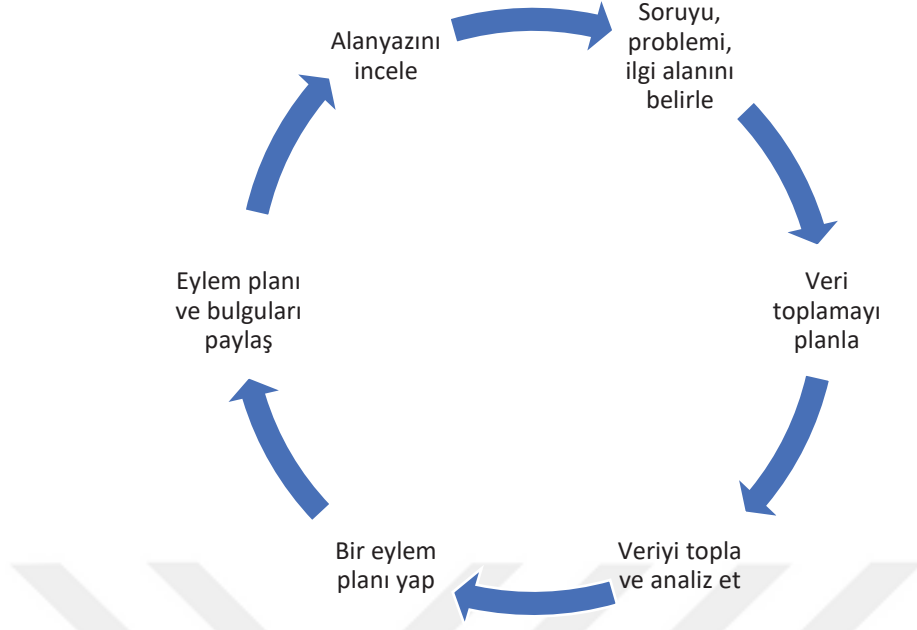 Soruyu,
problemi,
ilgi alanını
belirle
Veri
toplamayı
planla
Veriyi topla
ve analiz et
Bir eylem
planı yap
Eylem planı
ve bulguları
paylaş
Alanyazını
incele